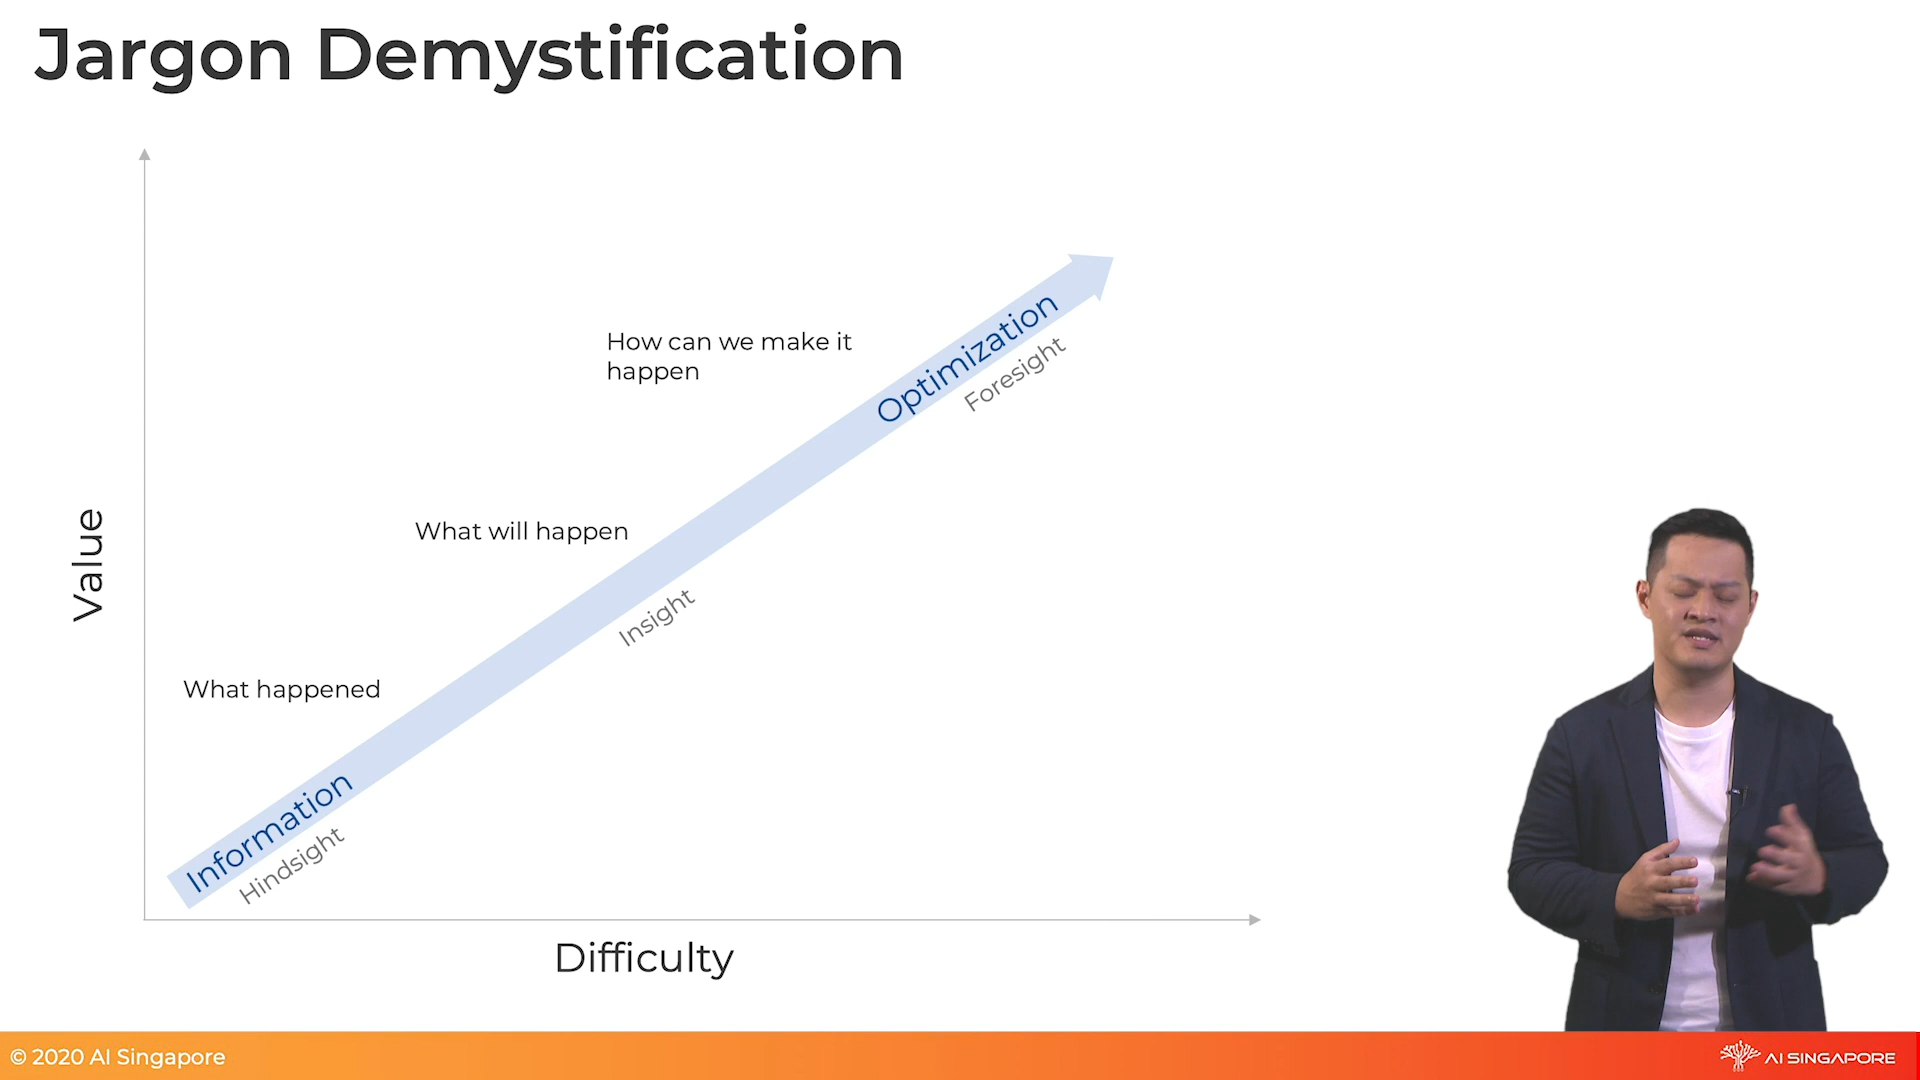 Jargon Demystification
How can we make it
happen
Optimization
Foresight
What will happen
Insight
Value
What happened
Information
Hindsight
Difficulty
© 2020 AI Singapore
AI SINGAPORE